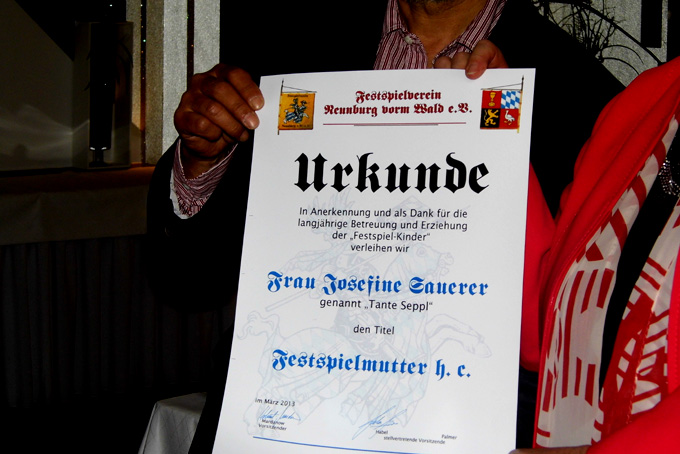 Festspielverein
Neunburg vorm Wald e.V.
Urkunde
In Anerkennung und als Dank für die
langjährige Betreuung und Erziehung
der „Festspiel-Kinder“
verleihen wir
Frau Josefine Sauerer
genannt „Tante Seppl“
den Titel
Festspielmutter h. c.
im März 2013
Vorsitzender
Palmer
stellvertretende Vorsitzende